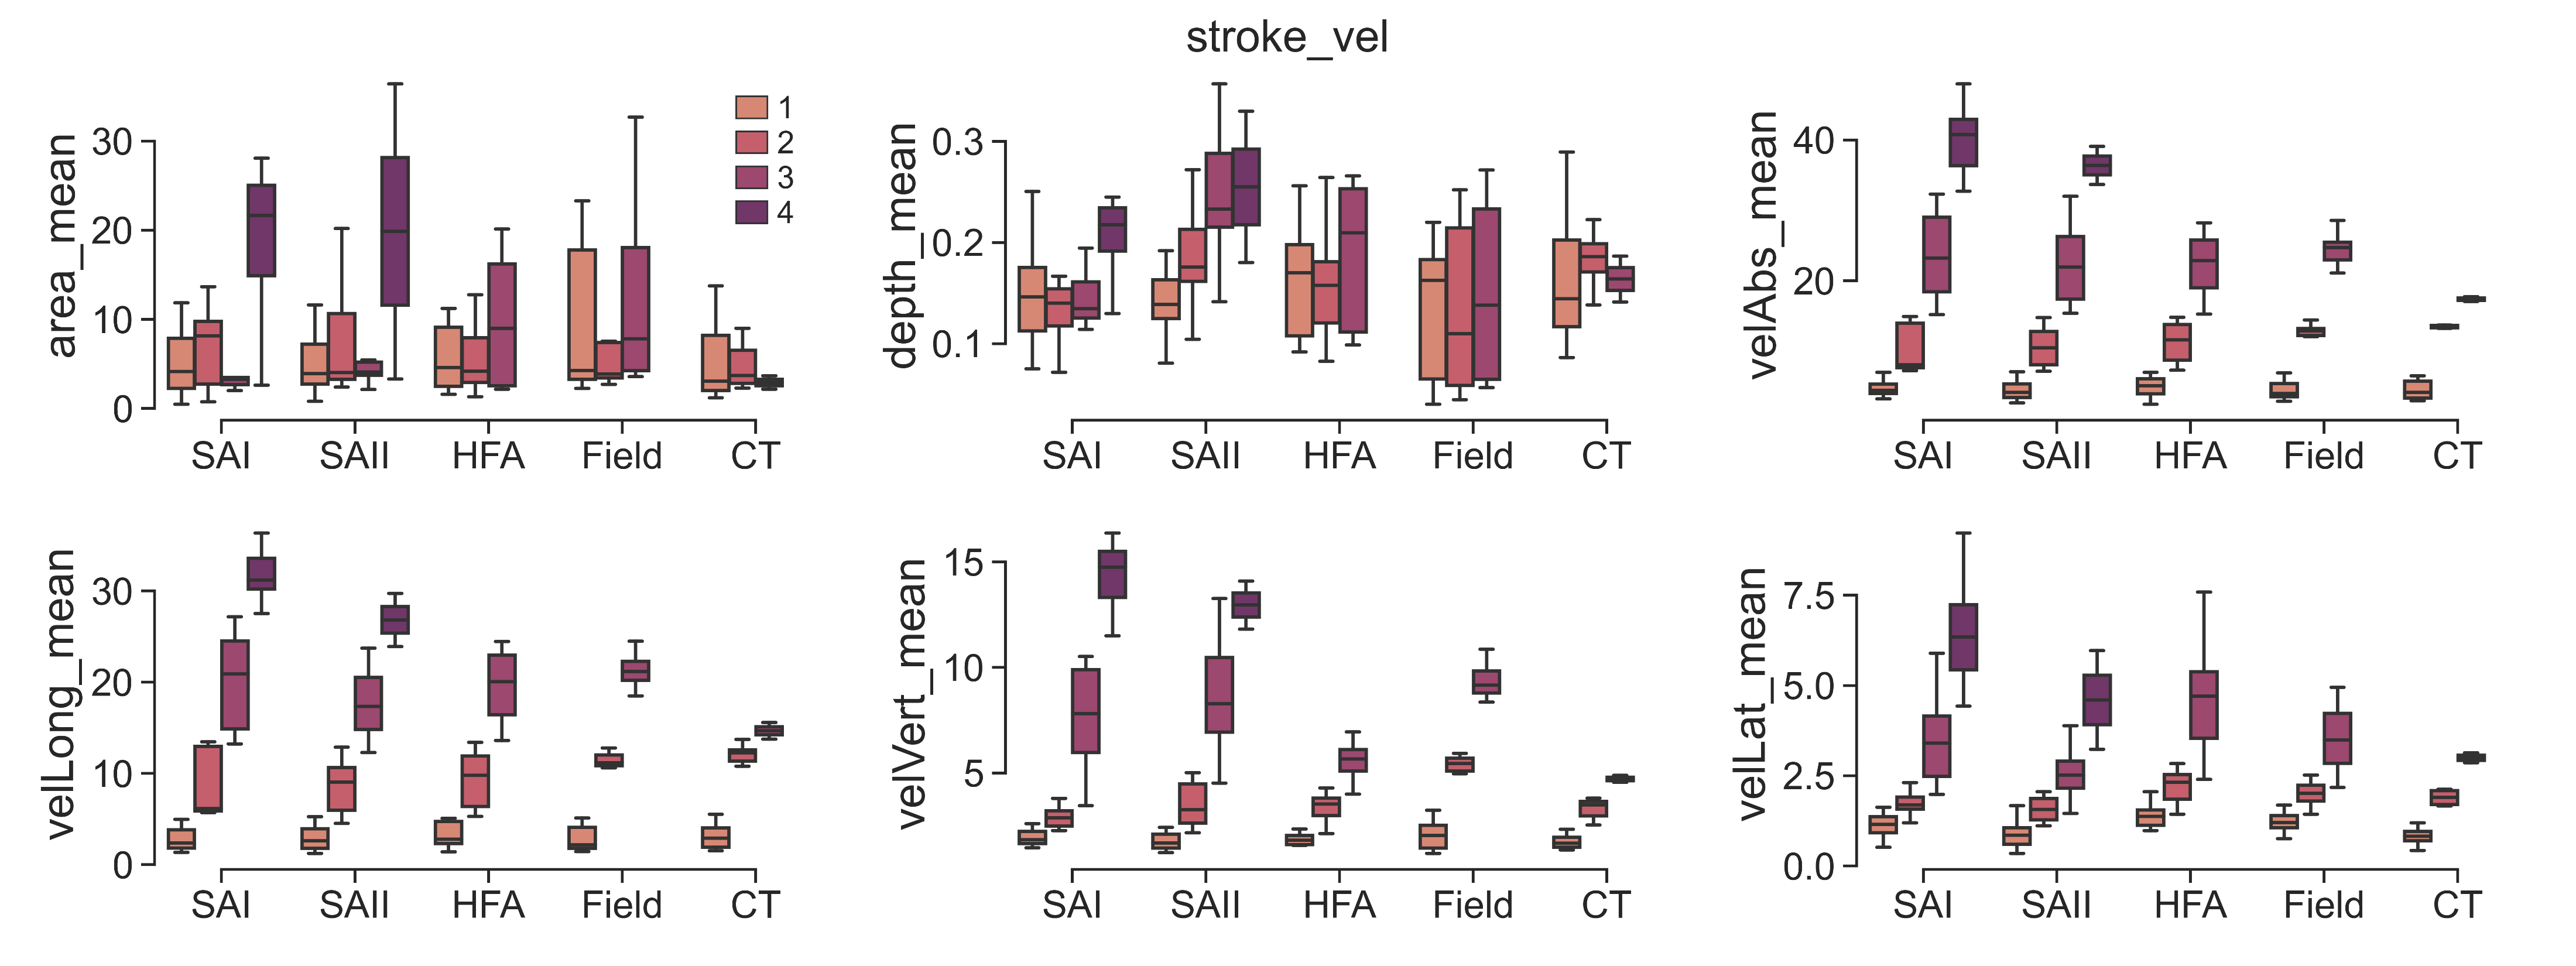 stroke_vel
area_mean
30
20
10
0
SAI SAII HFA Field CT
1
2
3
4
depth_mean
0.3
0.2
0.1
SAI SAII HFA Field CT
velAbs_mean
40
20
SAI SAII HFA Field CT
velLong_mean
30
20
10
0
SAI SAII HFA Field CT
velVert_mean
15
10
5
SAI SAII HFA Field CT
velLat_mean
7.5
5.0
2.5
0.0
SAI SAII HFA Field CT